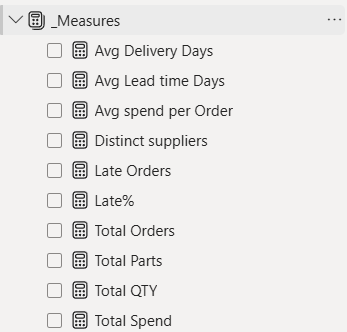 _Measures
Avg Delivery Days
Avg Lead time Days
Avg spend per Order
Distinct suppliers
Late Orders
Late%
Total Orders
Total Parts
Total QTY
Total Spend